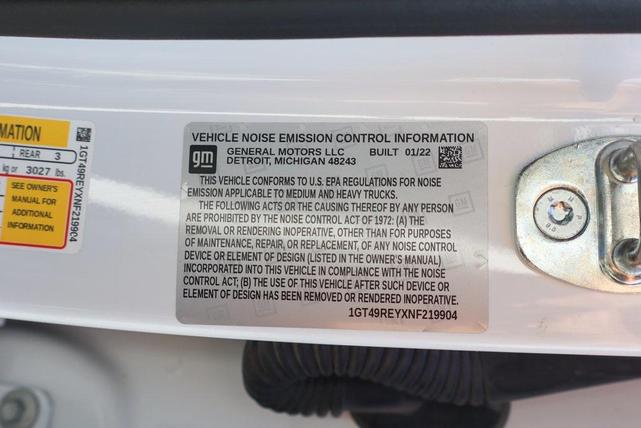 MATION
1
REAR 3
kg or 3027 lbs.
SEE OWNER'S
MANUAL FOR
ADDITIONAL
INFORMATION
1GT49REYXNF219904
VEHICLE NOISE EMISSION CONTROL INFORMATION
gm
GENERAL MOTORS LLC BUILT 01/22
DETROIT, MICHIGAN 48243
THIS VEHICLE CONFORMS TO U.S. EPA REGULATIONS FOR NOISE
EMISSION APPLICABLE TO MEDIUM AND HEAVY TRUCKS.
THE FOLLOWING ACTS OR THE CAUSING THEREOF BY ANY PERSON
ARE PROHIBITED BY THE NOISE CONTROL ACT OF 1972: (A) THE
REMOVAL OR RENDERING INOPERATIVE, OTHER THAN FOR PURPOSES
OF MAINTENANCE, REPAIR, OR REPLACEMENT, OF ANY NOISE CONTROL
DEVICE OR ELEMENT OF DESIGN (LISTED IN THE OWNER'S MANUAL)
INCORPORATED INTO THIS VEHICLE IN COMPLIANCE WITH THE NOISE
CONTROL ACT; (B) THE USE OF THIS VEHICLE AFTER SUCH DEVICE OR
ELEMENT OF DESIGN HAS BEEN REMOVED OR RENDERED INOPERATIVE.
1GT49REYXNF219904